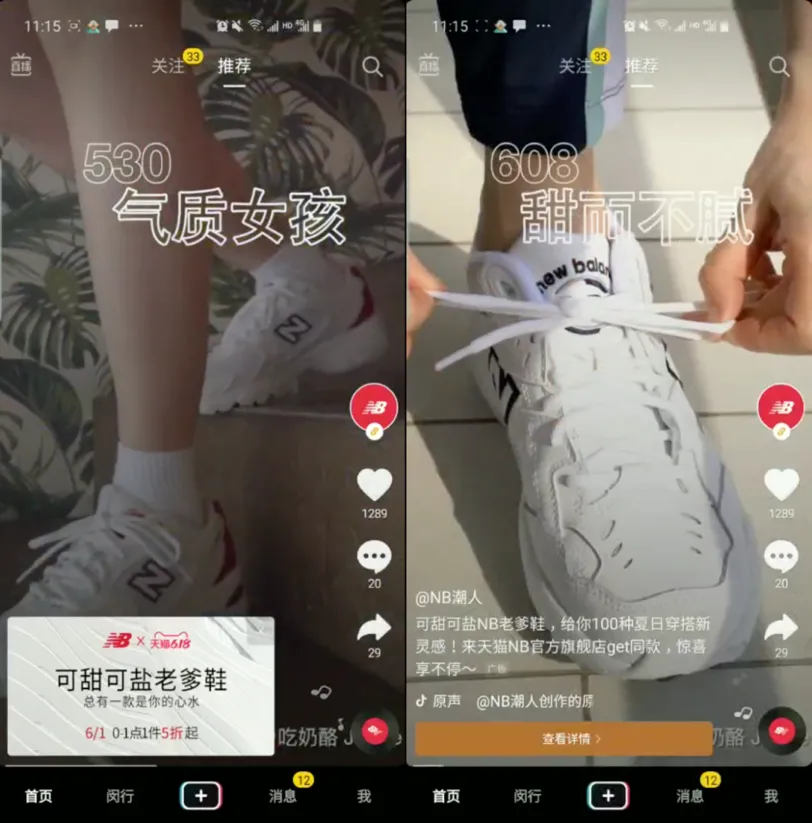 11:15
HD 4G
直播
关注
33
推荐
530
气质女孩
N
N
NB
1289
20
29
NB × 天猫6.18
可甜可盐老爹鞋
总有一款是你的心水
6/1 0-1点1件5折起
吃奶酪 J
首页
闵行
+
消息
12
我
11:15
HD 4G
直播
关注
33
推荐
608
甜而不腻
new balan
NB
1289
20
29
@NB潮人
可甜可盐NB老爹鞋，给你100种夏日穿搭新
灵感！来天猫NB官方旗舰店get同款，惊喜
享不停～ 广告
原声 @NB潮人创作的原
查看详情 >
奶酪 J
首页
闵行
+
消息
12
我